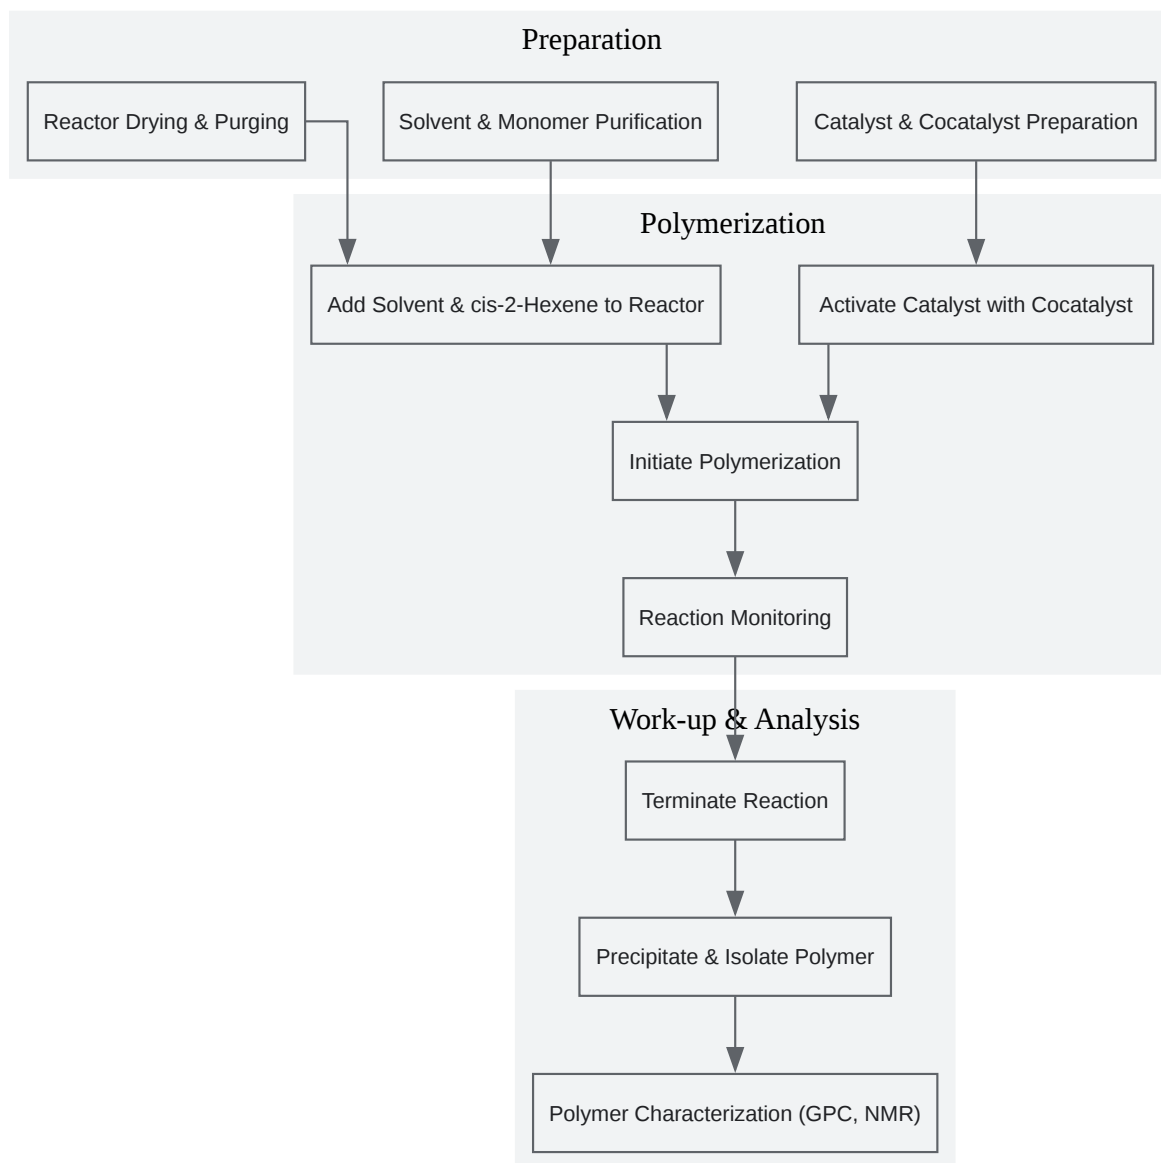 Preparation
Reactor Drying & Purging
Solvent & Monomer Purification
Catalyst & Cocatalyst Preparation
Polymerization
Add Solvent & cis-2-Hexene to Reactor
Activate Catalyst with Cocatalyst
Initiate Polymerization
Reaction Monitoring
Work-up & Analysis
Terminate Reaction
Precipitate & Isolate Polymer
Polymer Characterization (GPC, NMR)